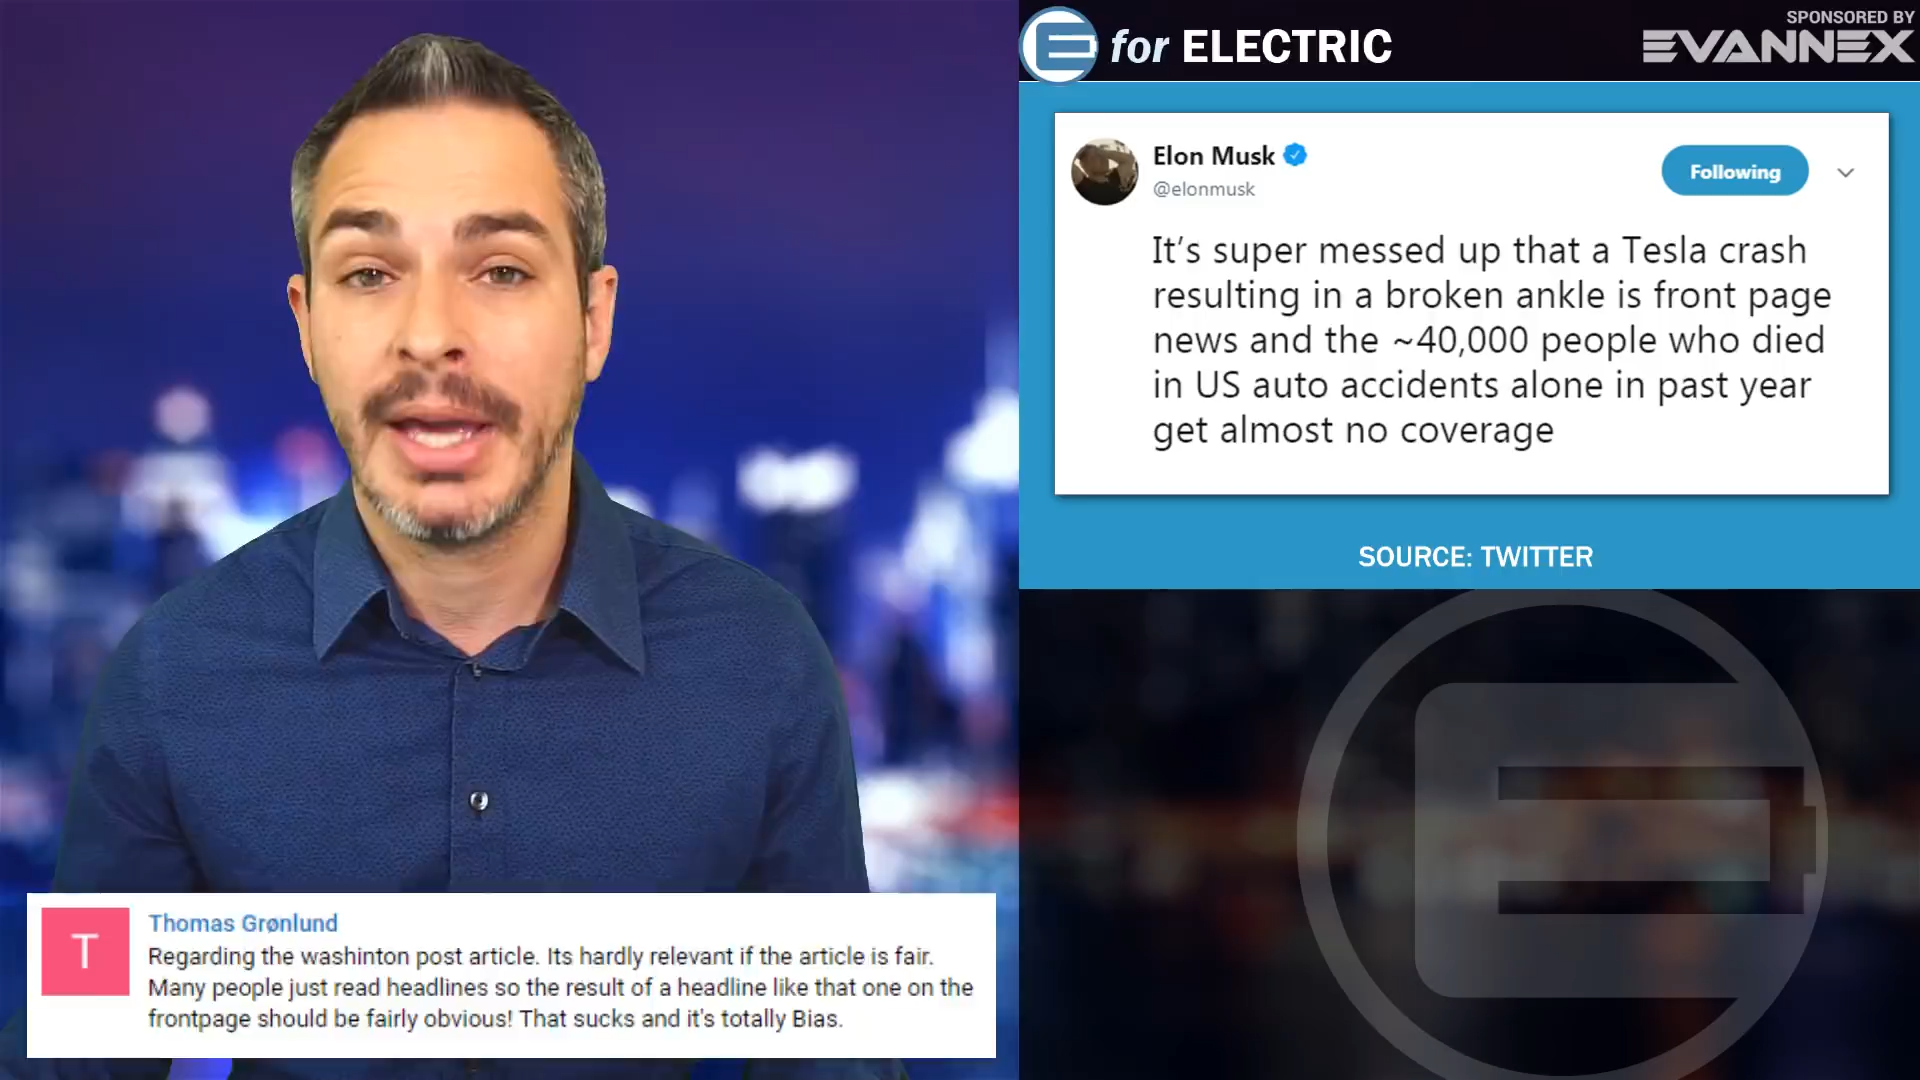 SPONSORED BY
E for ELECTRIC
EVANNEX
Elon Musk
@elonmusk
Following
It’s super messed up that a Tesla crash
resulting in a broken ankle is front page
news and the ~40,000 people who died
in US auto accidents alone in past year
get almost no coverage
SOURCE: TWITTER
T
Thomas Grønlund
Regarding the washinton post article. Its hardly relevant if the article is fair.
Many people just read headlines so the result of a headline like that one on the
frontpage should be fairly obvious! That sucks and it's totally Bias.